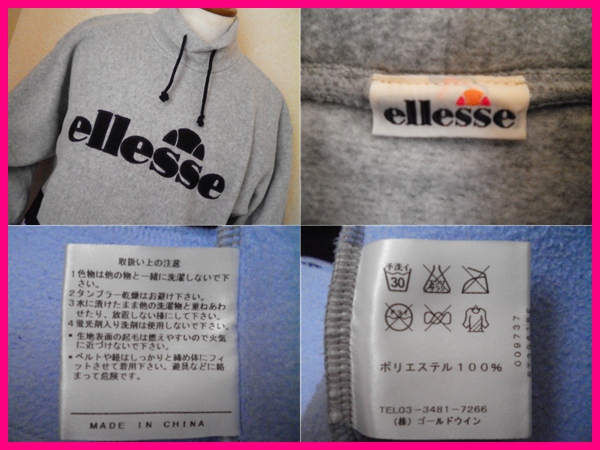 ellesse
ellesse
取扱い上の注意
1色物は他の物と一緒に洗濯しないで下
さい。
2タンブラー乾燥はお避け下さい。
3水に漬けたまま他の洗濯物と重ねあわ
せたり、放置しない様にして下さい。
4蛍光剤入り洗剤は使用しないで下さい。
*生地表面の起毛は燃えやすいので火気
に近づけないで下さい。
*ベルトや紐はしっかりと締め体にフィ
ットさせて着用下さい。遊具などに絡
まって危険です。
MADE IN CHINA
手洗イ
30
ポリエステル100%
TEL03-3481-7266
(株)ゴールドウイン
009737